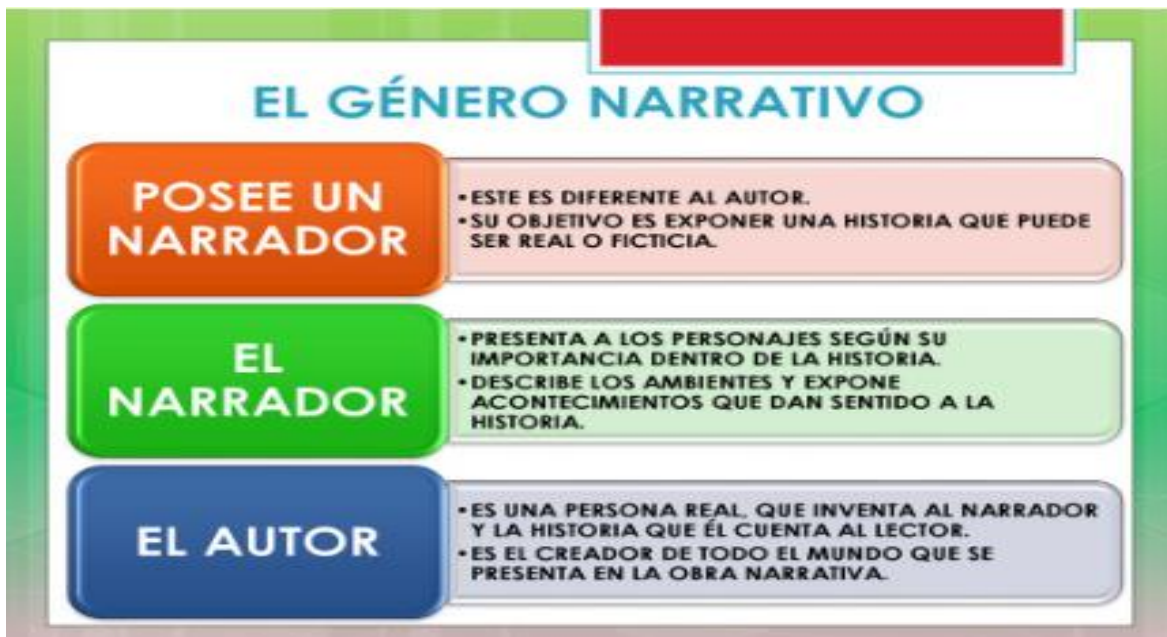 EL GÉNERO NARRATIVO
POSEE UN
NARRADOR
•ESTE ES DIFERENTE AL AUTOR.
•SU OBJETIVO ES EXPONER UNA HISTORIA QUE PUEDE
SER REAL O FICTICIA.
EL
NARRADOR
•PRESENTA A LOS PERSONAJES SEGÚN SU
IMPORTANCIA DENTRO DE LA HISTORIA.
•DESCRIBE LOS AMBIENTES Y EXPONE
ACONTECIMIENTOS QUE DAN SENTIDO A LA
HISTORIA.
EL AUTOR
•ES UNA PERSONA REAL, QUE INVENTA AL NARRADOR
Y LA HISTORIA QUE ÉL CUENTA AL LECTOR.
•ES EL CREADOR DE TODO EL MUNDO QUE SE
PRESENTA EN LA OBRA NARRATIVA.